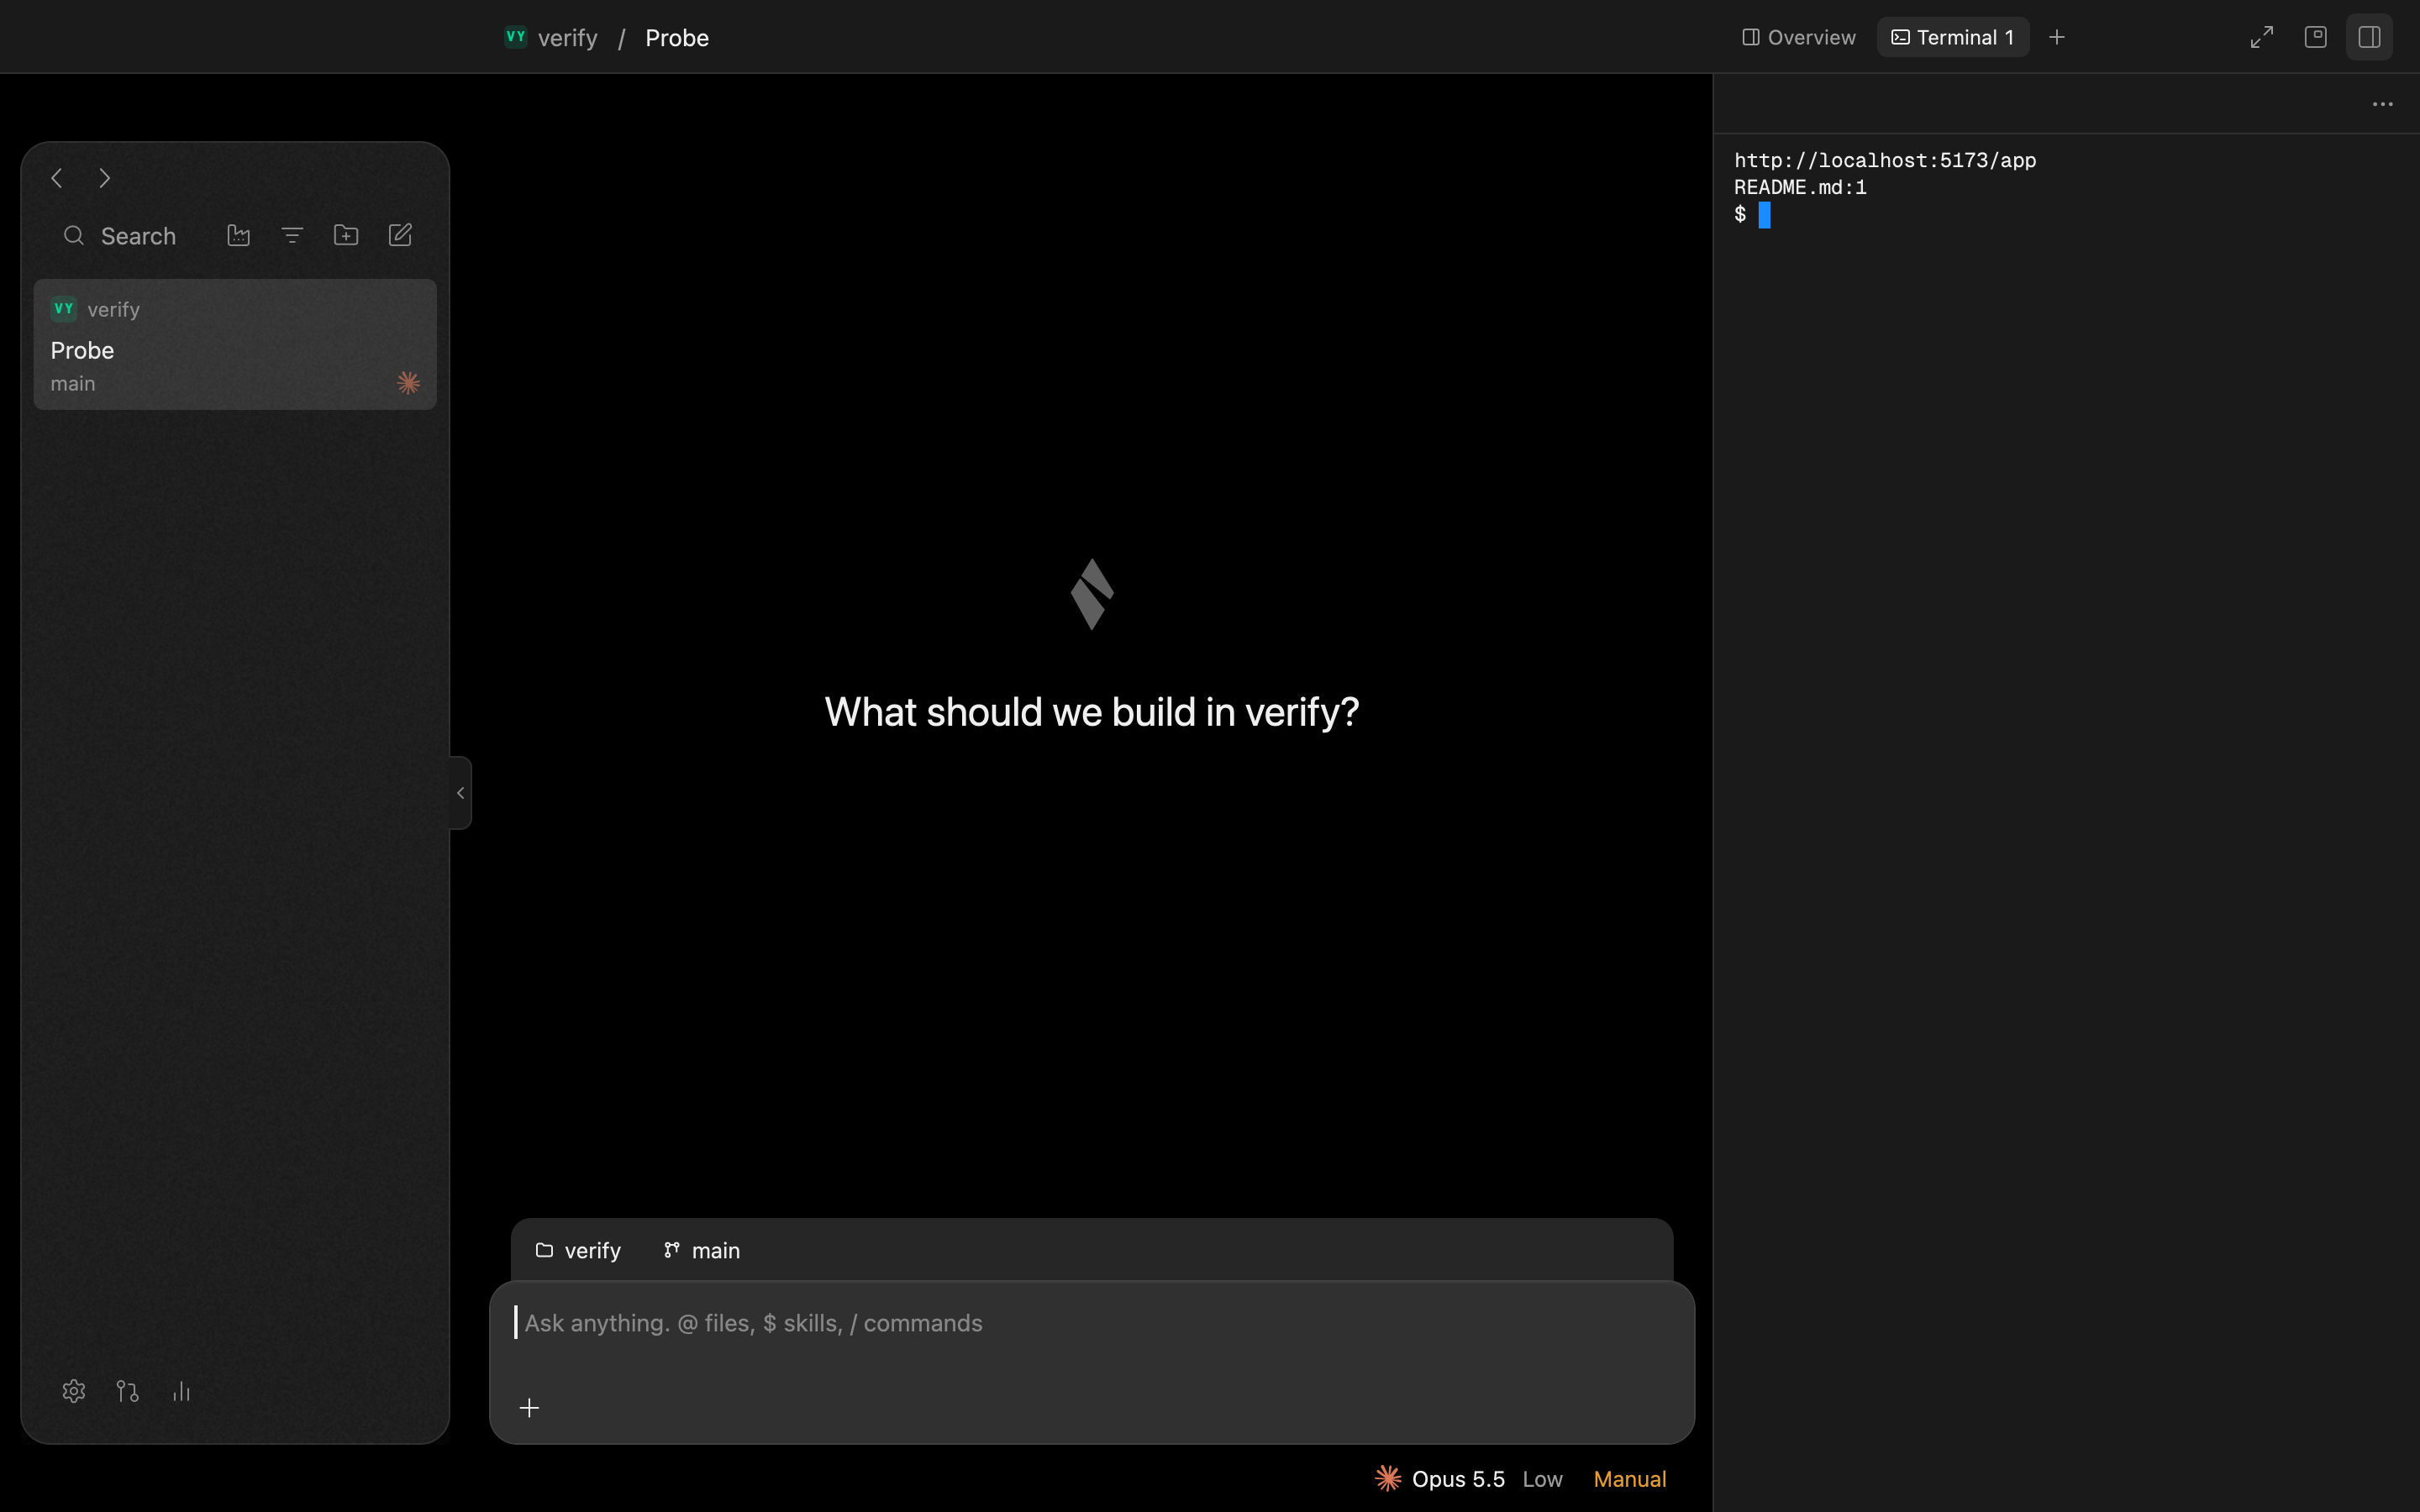 VY verify / Probe
Overview
Terminal 1
Search
VY verify
Probe
main
What should we build in verify?
verify main
Ask anything. @ files, $ skills, / commands
Opus 5.5 Low Manual
http://localhost:5173/app
README.md:1
$